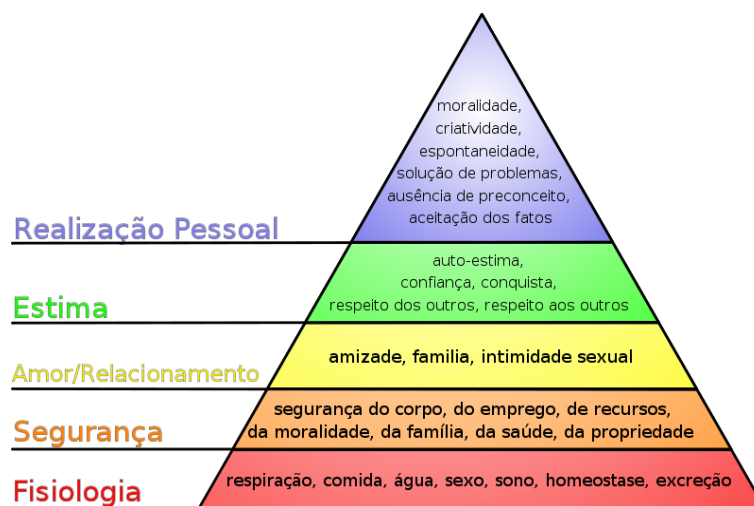 moralidade,
criatividade,
espontaneidade,
solução de problemas,
ausência de preconceito,
aceitação dos fatos
Realização Pessoal
auto-estima,
confiança, conquista,
respeito dos outros, respeito aos outros
Estima
amizade, familia, intimidade sexual
Amor/Relacionamento
segurança do corpo, do emprego, de recursos,
da moralidade, da família, da saúde, da propriedade
Segurança
respiração, comida, água, sexo, sono, homeostase, excreção
Fisiologia